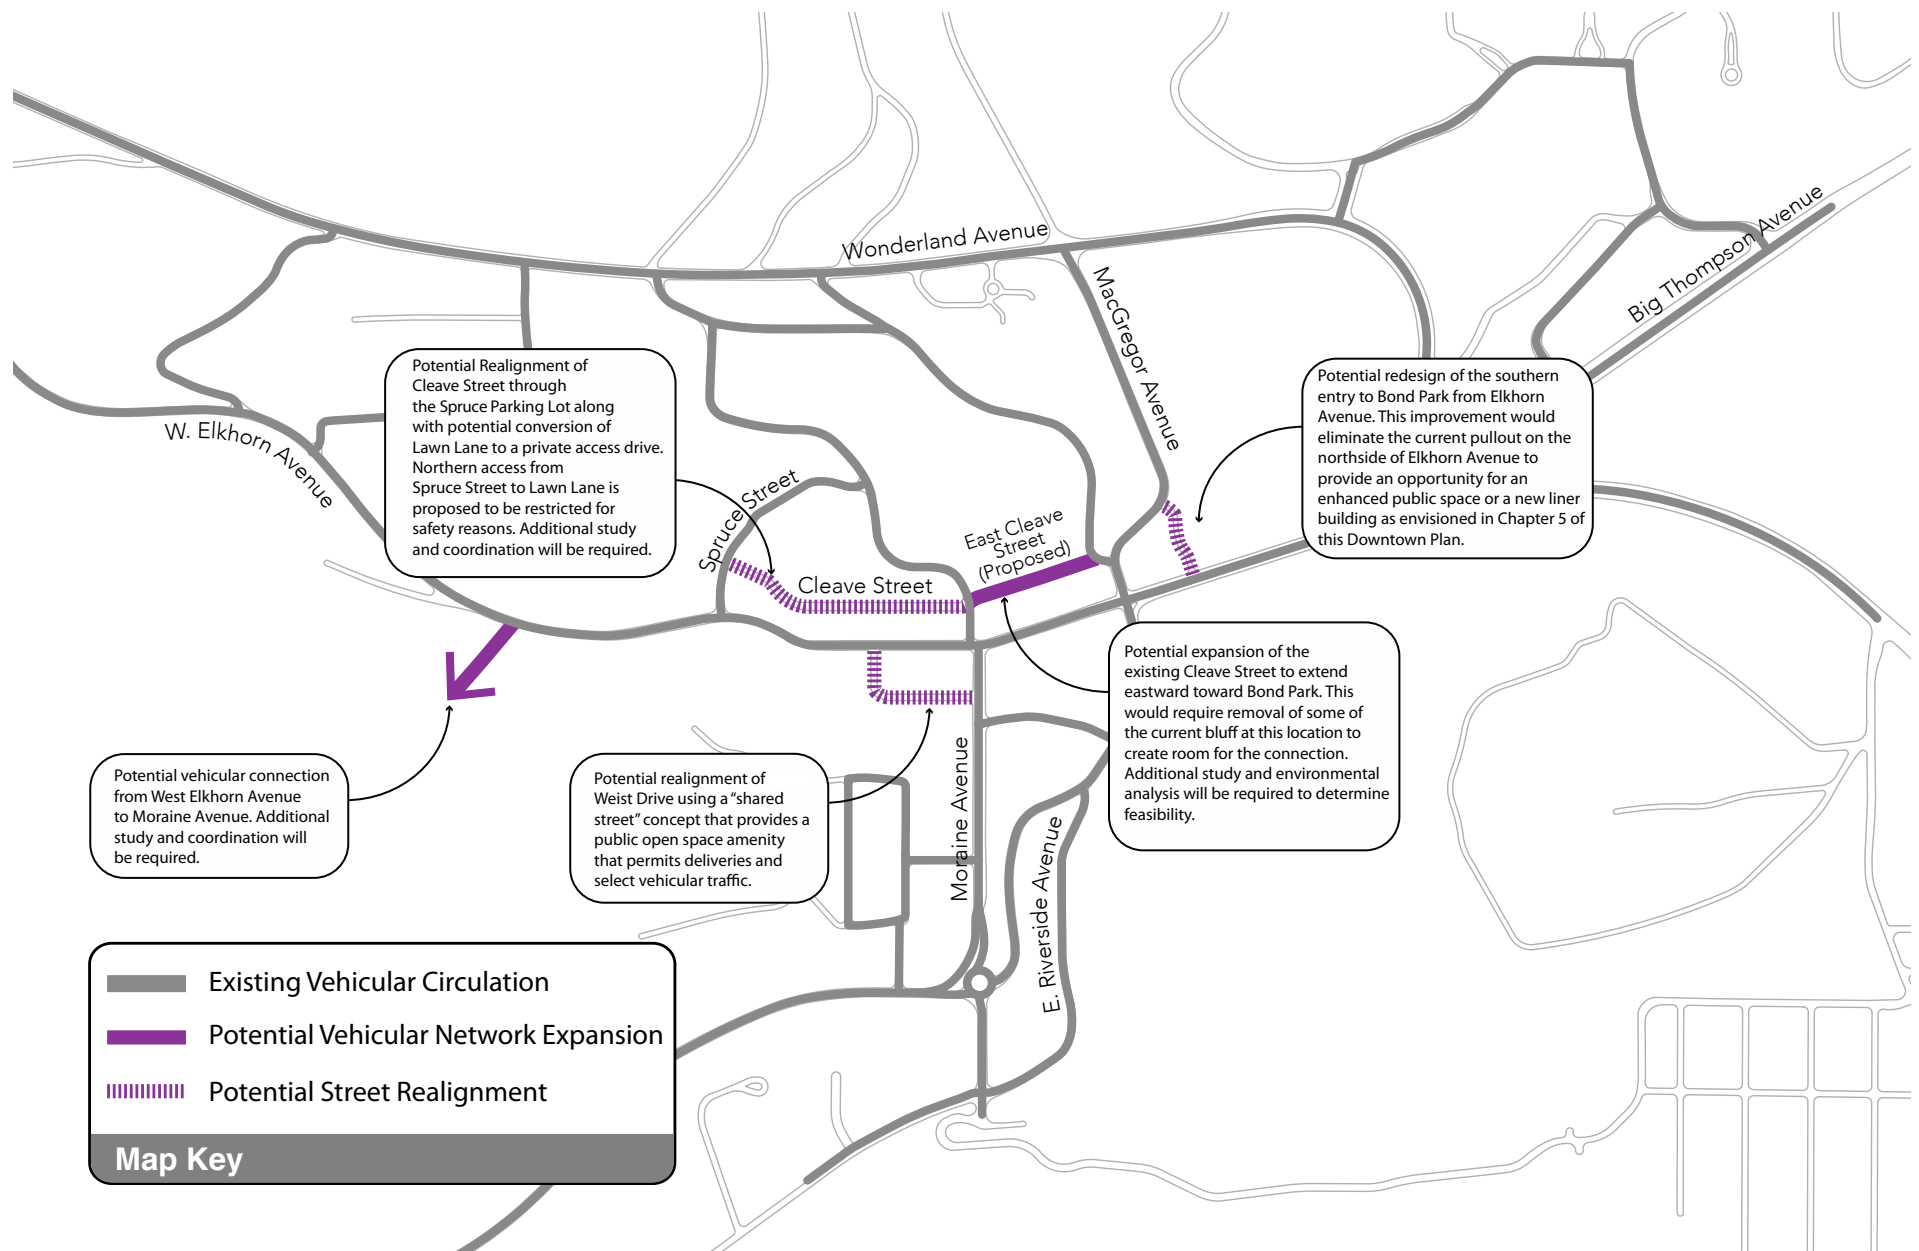 Wonderland Avenue
MacGregor Avenue
Big Thompson Avenue
W. Elkhorn Avenue
Potential Realignment of
Cleave Street through
the Spruce Parking Lot along
with potential conversion of
Lawn Lane to a private access drive.
Northern access from
Spruce Street to Lawn Lane is
proposed to be restricted for
safety reasons. Additional study
and coordination will be required.
Potential redesign of the southern
entry to Bond Park from Elkhorn
Avenue. This improvement would
eliminate the current pullout on the
northside of Elkhorn Avenue to
provide an opportunity for an
enhanced public space or a new liner
building as envisioned in Chapter 5 of
this Downtown Plan.
Spruce Street
East Cleave
Street
(Proposed)
Cleave Street
Potential expansion of the
existing Cleave Street to extend
eastward toward Bond Park. This
would require removal of some of
the current bluff at this location to
create room for the connection.
Additional study and environmental
analysis will be required to determine
feasibility.
Potential vehicular connection
from West Elkhorn Avenue
to Moraine Avenue. Additional
study and coordination will
be required.
Potential realignment of
Weist Drive using a “shared
street” concept that provides a
public open space amenity
that permits deliveries and
select vehicular traffic.
Moraine Avenue
E. Riverside Avenue
Existing Vehicular Circulation
Potential Vehicular Network Expansion
Potential Street Realignment
Map Key